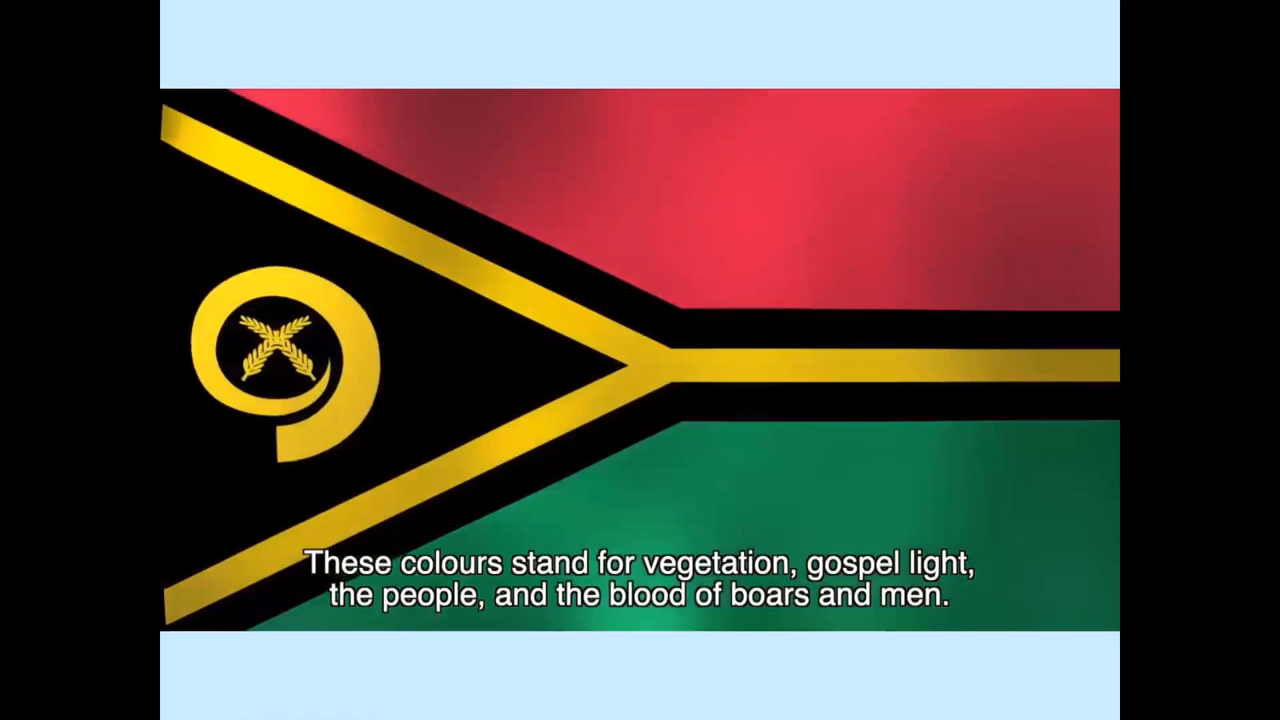 These colours stand for vegetation, gospel light,
the people, and the blood of boars and men.